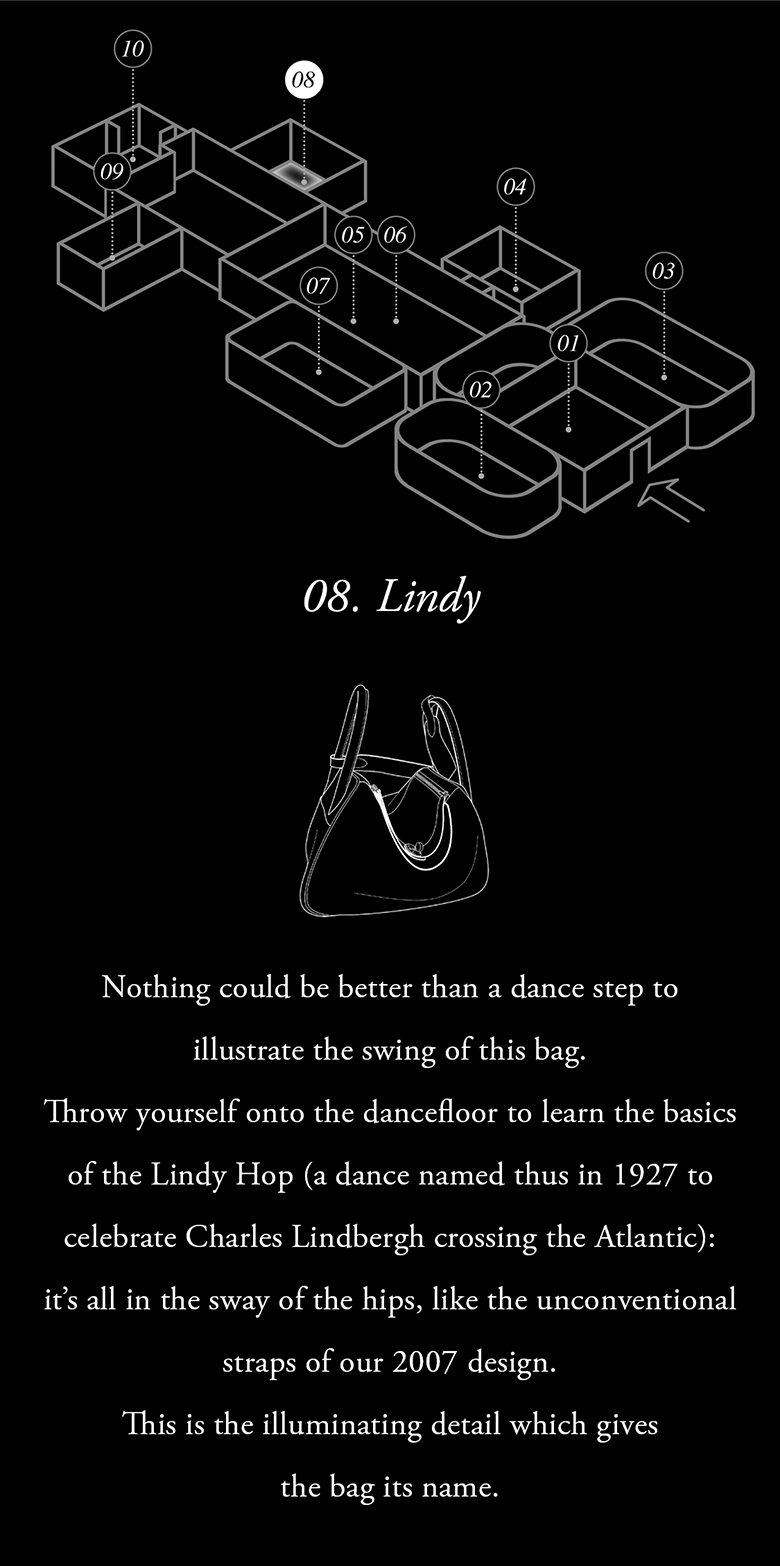 10
08
09
04
05
06
03
07
01
02
08. Lindy
Nothing could be better than a dance step to
illustrate the swing of this bag.
Throw yourself onto the dancefloor to learn the basics
of the Lindy Hop (a dance named thus in 1927 to
celebrate Charles Lindbergh crossing the Atlantic):
it’s all in the sway of the hips, like the unconventional
straps of our 2007 design.
This is the illuminating detail which gives
the bag its name.